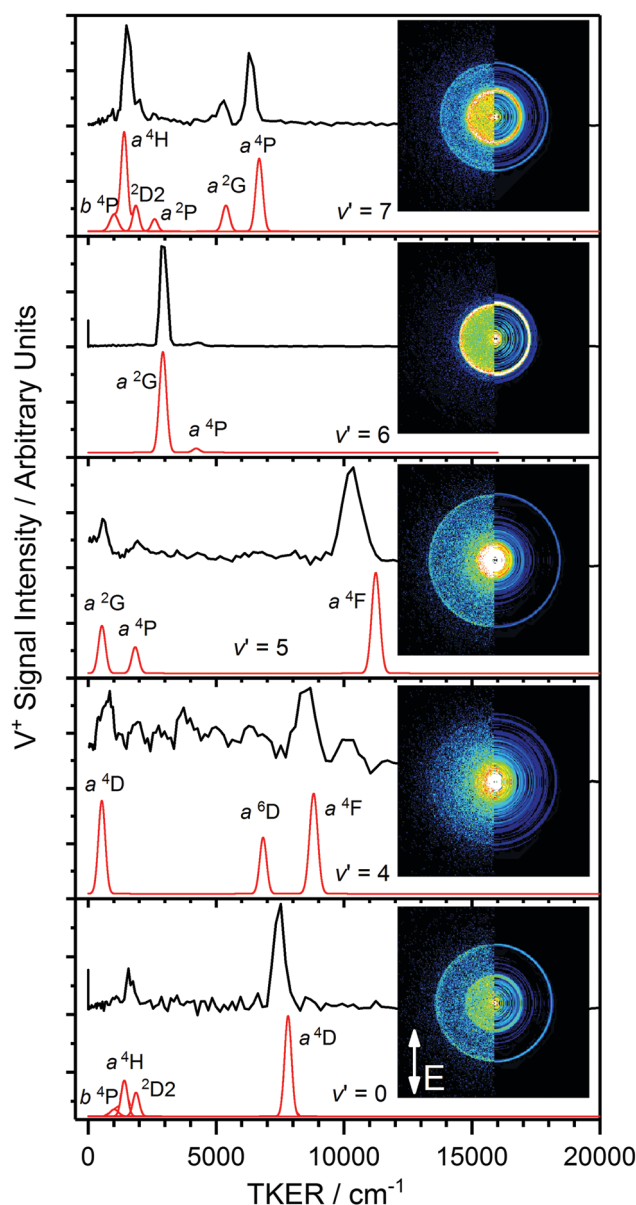 V⁺ Signal Intensity / Arbitrary Units
a ⁴H
a ⁴P
b ⁴P
²D2
a ²P
a ²G
v' = 7
a ²G
a ⁴P
v' = 6
a ²G
a ⁴P
a ⁴F
v' = 5
a ⁴D
a ⁶D
a ⁴F
v' = 4
a ⁴D
a ⁴H
b ⁴P
²D2
v' = 0
E
0 5000 10000 15000 20000
TKER / cm⁻¹